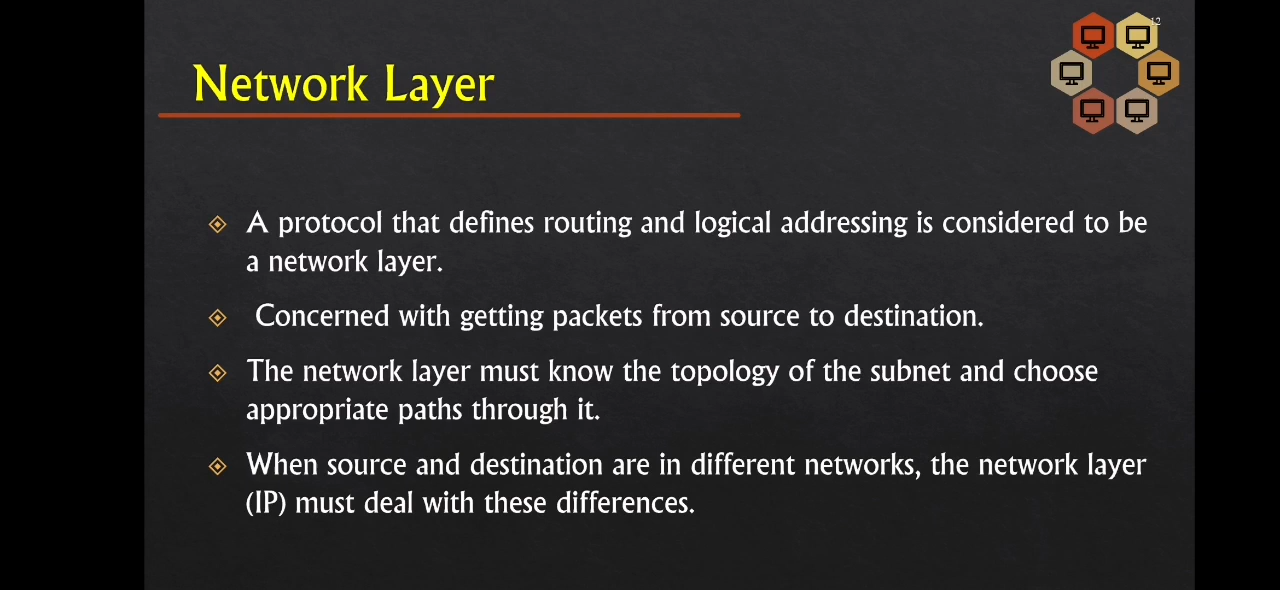 12
Network Layer
A protocol that defines routing and logical addressing is considered to be
a network layer.
Concerned with getting packets from source to destination.
The network layer must know the topology of the subnet and choose
appropriate paths through it.
When source and destination are in different networks, the network layer
(IP) must deal with these differences.